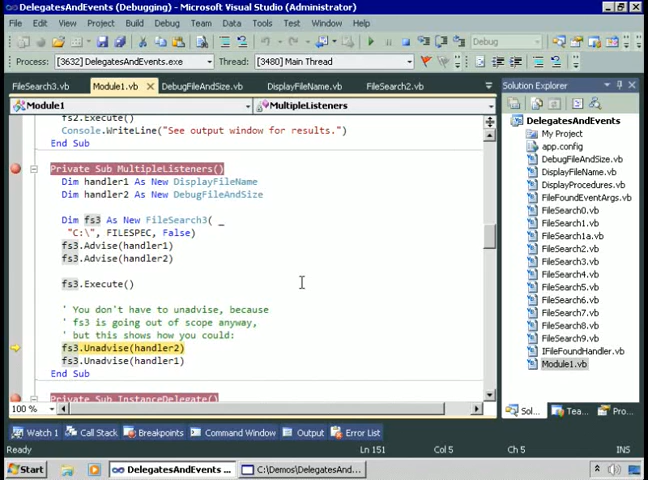 DelegatesAndEvents (Debugging) - Microsoft Visual Studio (Administrator)
File Edit View Project Build Debug Team Data Tools Test Window Help
Debug
Process: [3632] DelegatesAndEvents.exe Thread: [3480] Main Thread
FileSearch3.vb Module1.vb DebugFileAndSize.vb DisplayFileName.vb FileSearch2.vb
Module1 MultipleListeners
fs2.Execute()
Console.WriteLine("See output window for results.")
End Sub
Private Sub MultipleListeners()
Dim handler1 As New DisplayFileName
Dim handler2 As New DebugFileAndSize
Dim fs3 As New FileSearch3( _
"C:\", FILESPEC, False)
fs3.Advise(handler1)
fs3.Advise(handler2)
fs3.Execute()
' You don't have to unadvise, because
' fs3 is going out of scope anyway,
' but this shows how you could:
fs3.Unadvise(handler2)
fs3.Unadvise(handler1)
End Sub
Private Sub InstanceDelegate()
100 %
Solution Explorer
DelegatesAndEvents
My Project
app.config
DebugFileAndSize.vb
DisplayFileName.vb
DisplayProcedures.vb
FileFoundEventArgs.vb
FileSearch0.vb
FileSearch1.vb
FileSearch1a.vb
FileSearch2.vb
FileSearch3.vb
FileSearch4.vb
FileSearch5.vb
FileSearch6.vb
FileSearch7.vb
FileSearch8.vb
FileSearch9.vb
IFileFoundHandler.vb
Module1.vb
Sol... Tea... Pro...
Watch 1 Call Stack Breakpoints Command Window Output Error List
Ready Ln 151 Col 5 Ch 5 INS
Start DelegatesAndEvents ... C:\Demos\DelegatesAn...